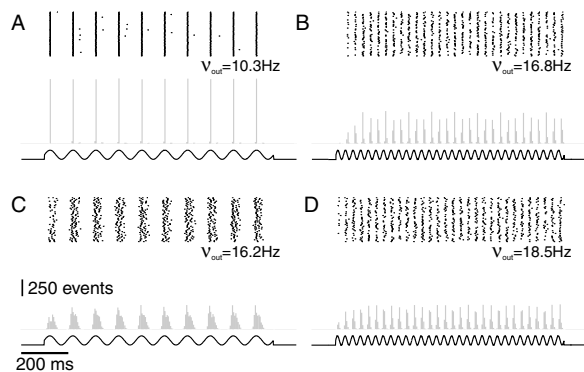 A
B
ν_out=10.3Hz
ν_out=16.8Hz
C
D
ν_out=16.2Hz
ν_out=18.5Hz
250 events
200 ms